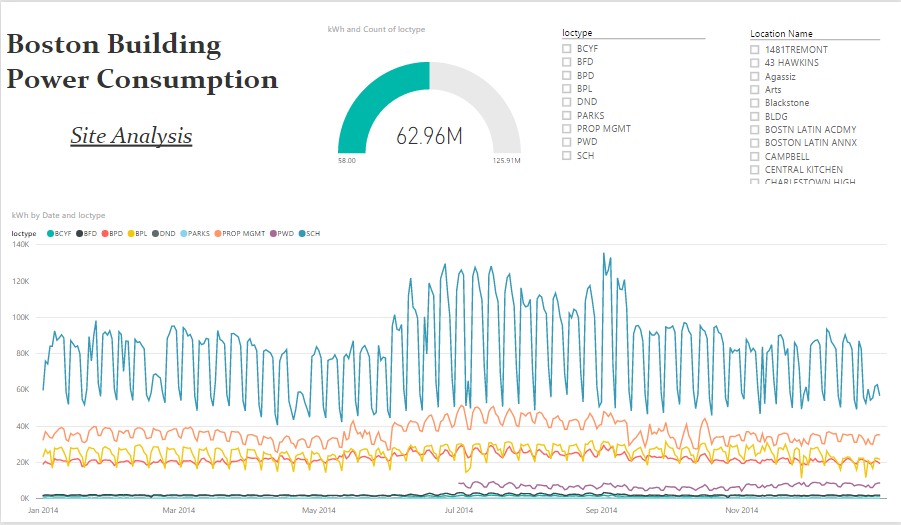 Boston Building
Power Consumption
Site Analysis
kWh and Count of loctype
62.96M
58.00
125.91M
loctype
BCYF
BFD
BPD
BPL
DND
PARKS
PROP MGMT
PWD
SCH
Location Name
1481TREMONT
43 HAWKINS
Agassiz
Arts
Blackstone
BLDG
BOSTN LATIN ACDMY
BOSTON LATIN ANNX
CAMPBELL
CENTRAL KITCHEN
CHARLESTOWN HIGH
kWh by Date and loctype
loctype BCYF BFD BPD BPL DND PARKS PROP MGMT PWD SCH
140K
100K
80K
60K
40K
20K
0K
Jan 2014 Mar 2014 May 2014 Jul 2014 Sep 2014 Nov 2014